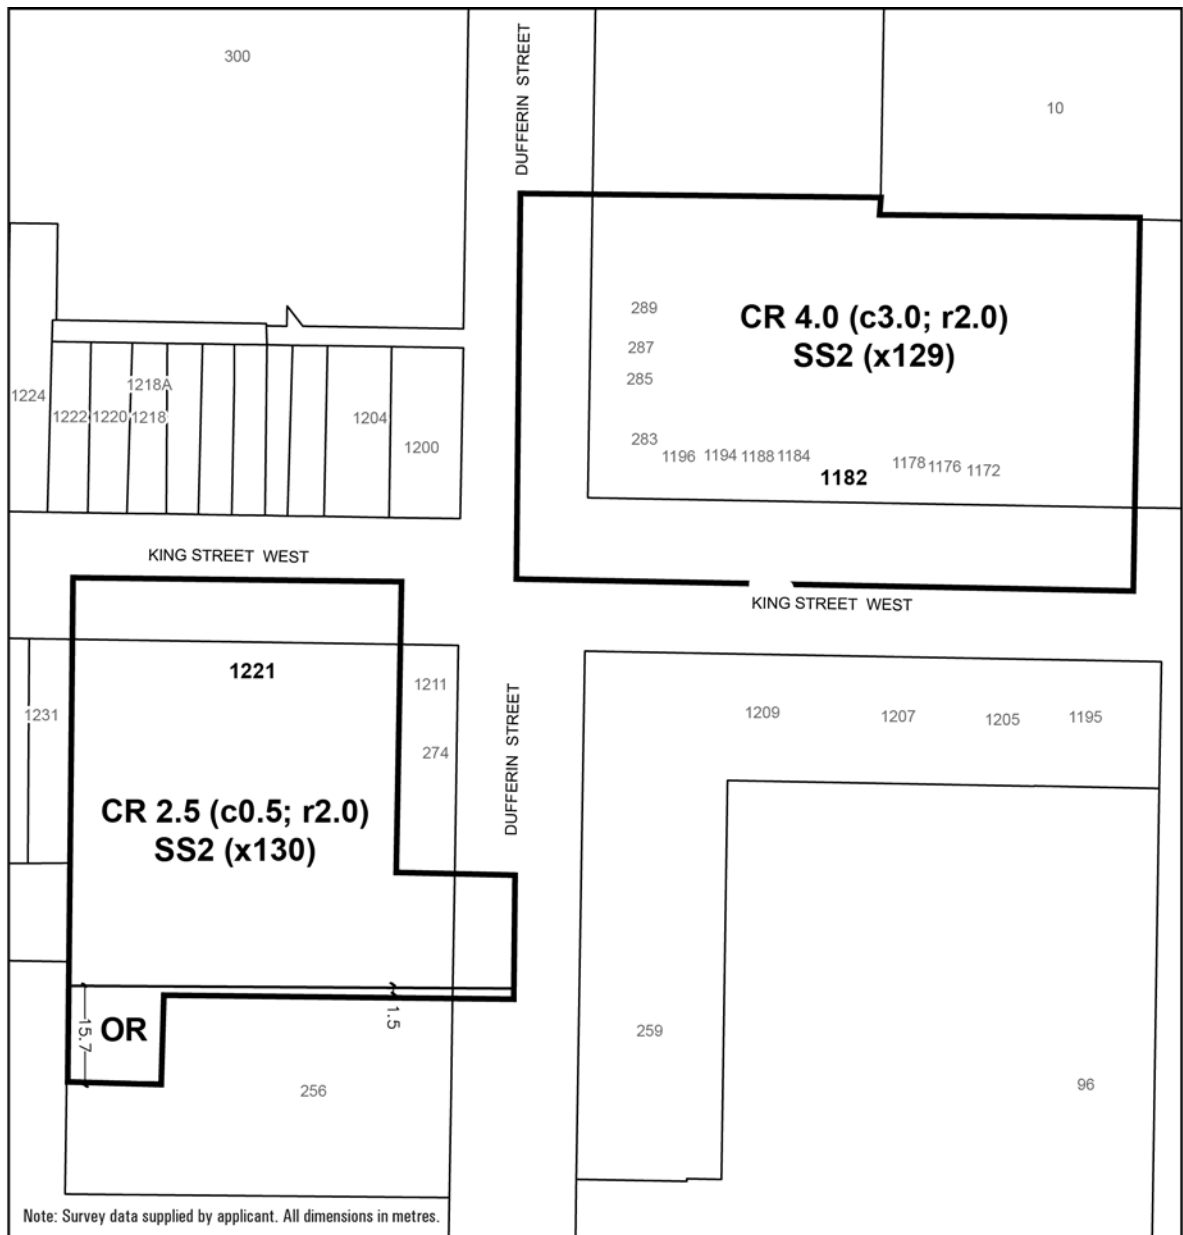 300
DUFFERIN STREET
10
289
CR 4.0 (c3.0; r2.0)
SS2 (x129)
287
285
1218A
1224
1222 1220 1218
1204
1200
283
1196 1194 1188 1184
1182
1178 1176 1172
KING STREET WEST
KING STREET WEST
1221
1211
1231
274
DUFFERIN STREET
1209
1207
1205
1195
CR 2.5 (c0.5; r2.0)
SS2 (x130)
15.7
OR
1.5
259
256
96
Note: Survey data supplied by applicant. All dimensions in metres.